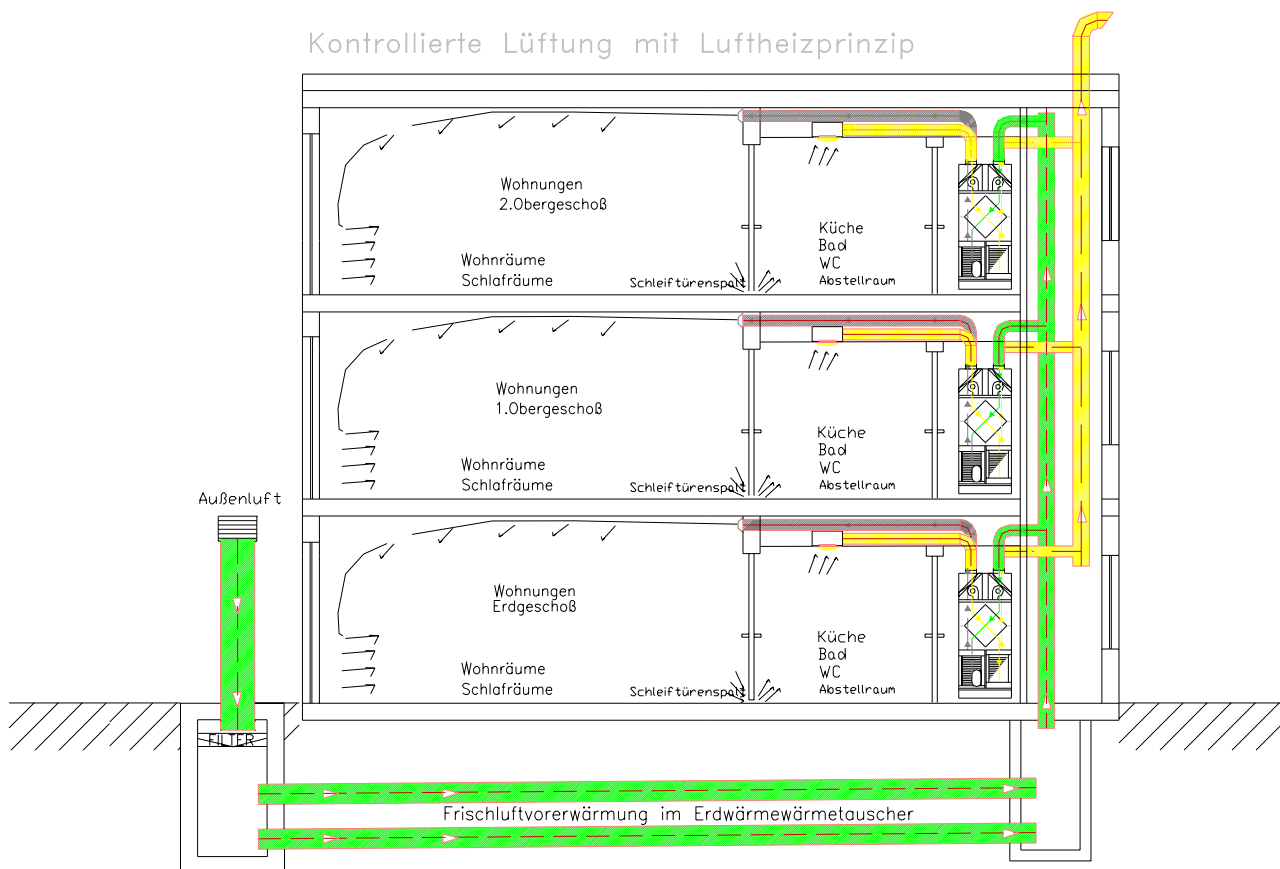 Kontrollierte Lüftung mit Luftheizprinzip
Wohnungen
2.Obergeschoß
Wohnräume
Schlafräume
Schleiftürenspalt
Küche
Bad
WC
Abstellraum
Wohnungen
1.Obergeschoß
Wohnräume
Schlafräume
Schleiftürenspalt
Küche
Bad
WC
Abstellraum
Außenluft
Wohnungen
Erdgeschoß
Wohnräume
Schlafräume
Schleiftürenspalt
Küche
Bad
WC
Abstellraum
FILTER
Frischluftvorerwärmung im Erdwärmewärmetauscher